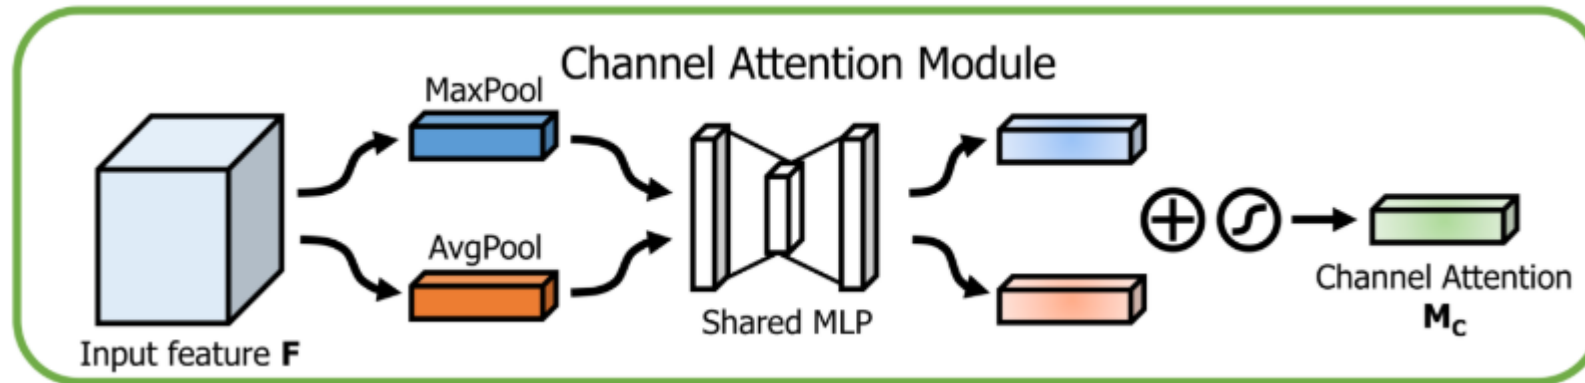 Channel Attention Module
MaxPool
AvgPool
Shared MLP
Input feature F
Channel Attention
Mc